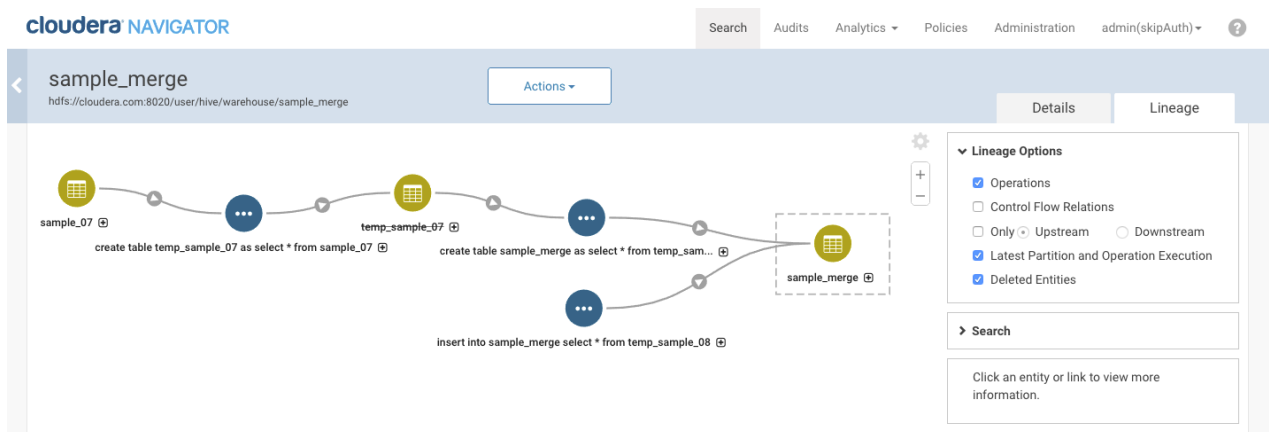 cloudera NAVIGATOR
Search Audits Analytics Policies Administration admin(skipAuth) ?
sample_merge
hdfs://cloudera.com:8020/user/hive/warehouse/sample_merge
Actions
Details Lineage
Lineage Options
Operations
Control Flow Relations
Only Upstream Downstream
Latest Partition and Operation Execution
Deleted Entities
Search
Click an entity or link to view more
information.
sample_07
temp_sample_07
create table temp_sample_07 as select * from sample_07
create table sample_merge as select * from temp_sam...
sample_merge
insert into sample_merge select * from temp_sample_08